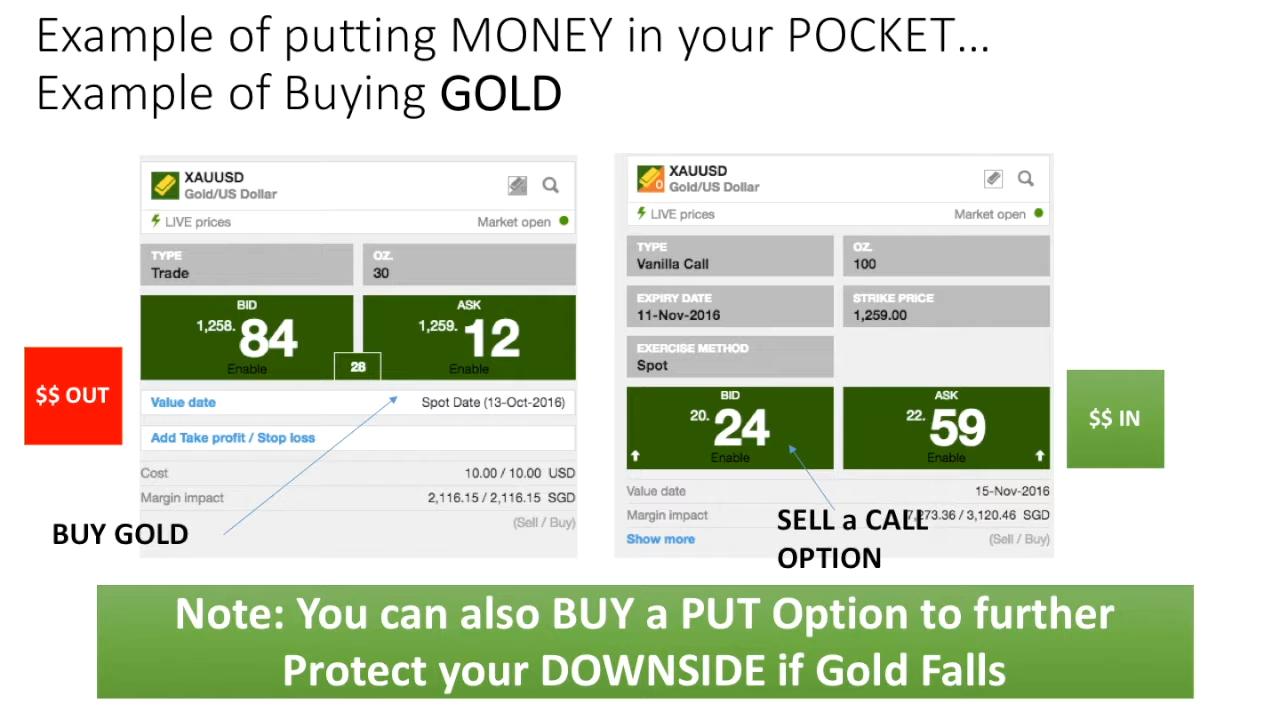 Example of putting MONEY in your POCKET...
Example of Buying GOLD
XAUUSD
Gold/US Dollar
LIVE prices
Market open
TYPE
Trade
OZ.
30
BID
1,258. 84
Enable
ASK
1,259. 12
Enable
28
Value date
Spot Date (13-Oct-2016)
Add Take profit / Stop loss
Cost
10.00 / 10.00 USD
Margin impact
2,116.15 / 2,116.15 SGD
(Sell / Buy)
$$ OUT
BUY GOLD
XAUUSD
Gold/US Dollar
LIVE prices
Market open
TYPE
Vanilla Call
OZ.
100
EXPIRY DATE
11-Nov-2016
STRIKE PRICE
1,259.00
EXERCISE METHOD
Spot
BID
20. 24
Enable
ASK
22. 59
Enable
Value date
15-Nov-2016
Margin impact
7,273.36 / 3,120.46 SGD
Show more
(Sell / Buy)
$$ IN
SELL a CALL
OPTION
Note: You can also BUY a PUT Option to further
Protect your DOWNSIDE if Gold Falls